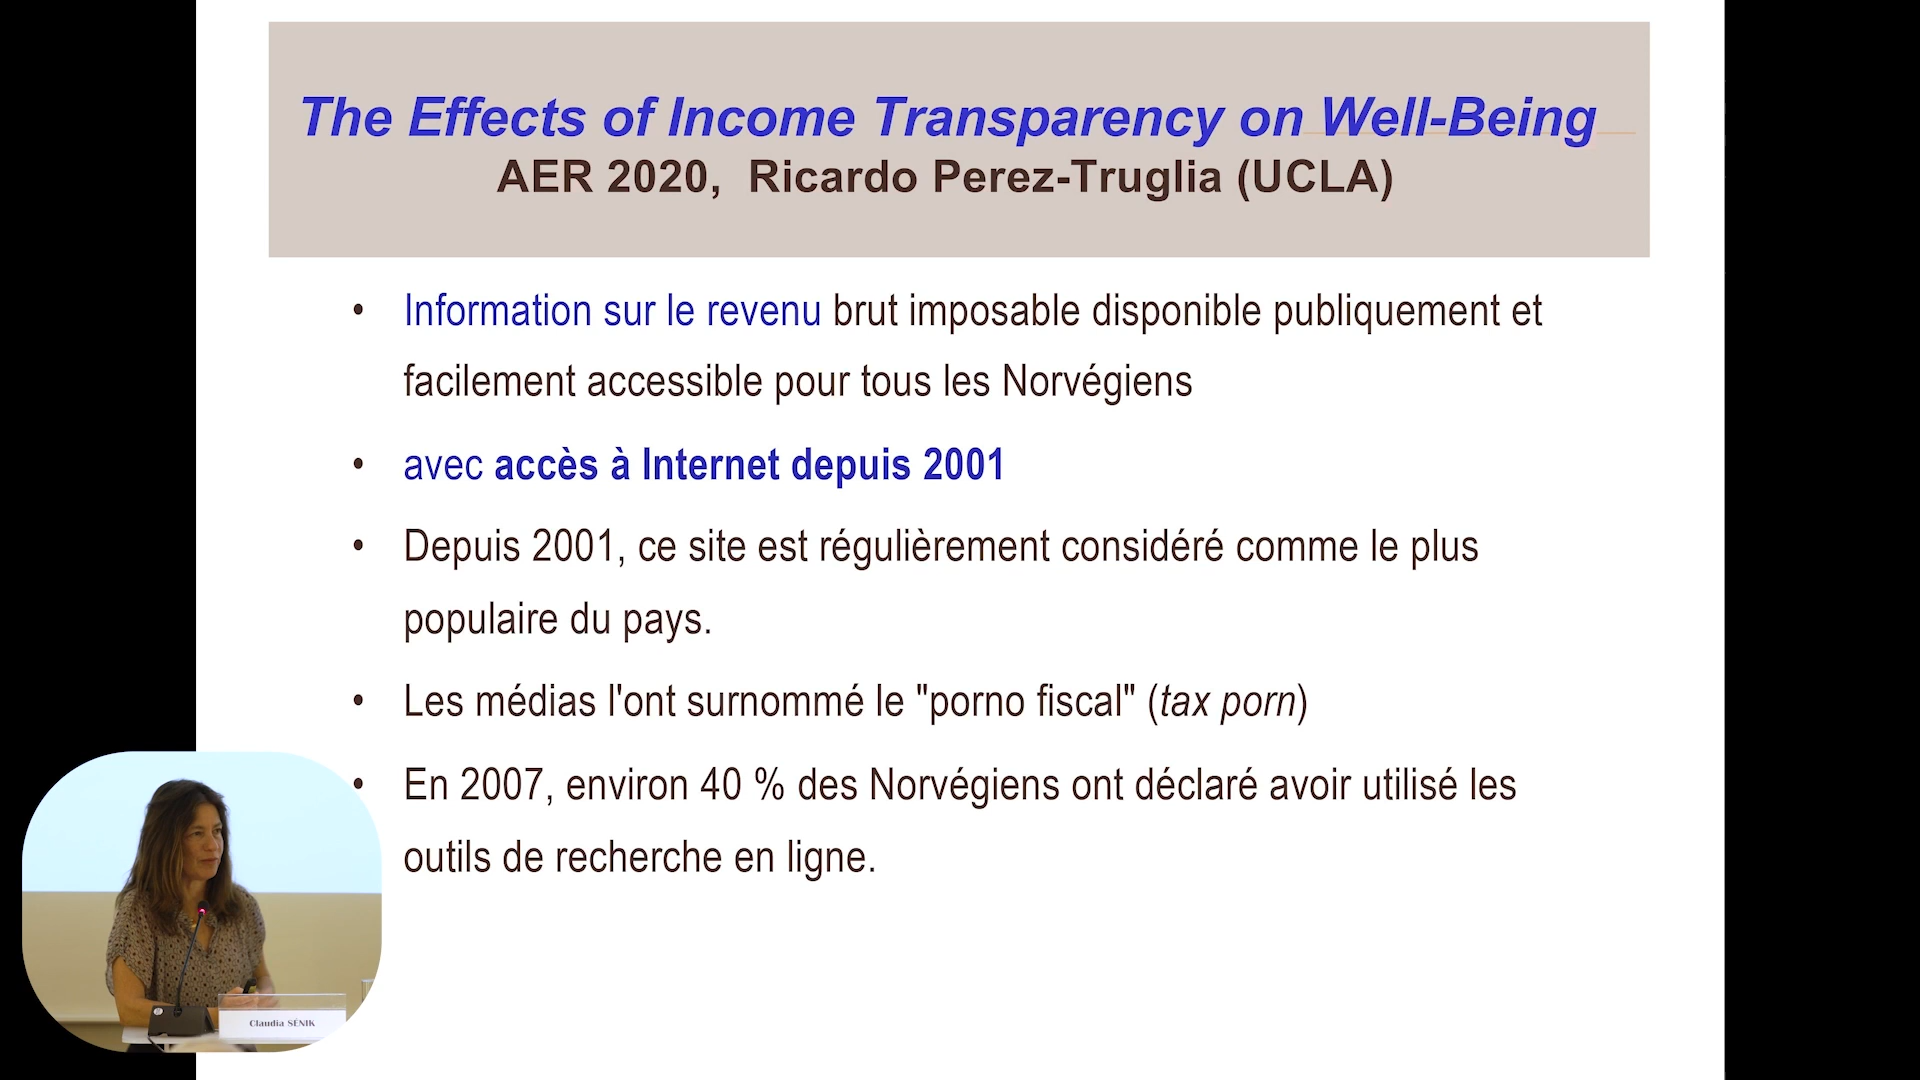 The Effects of Income Transparency on Well-Being
AER 2020, Ricardo Perez-Truglia (UCLA)
• Information sur le revenu brut imposable disponible publiquement et
facilement accessible pour tous les Norvégiens
• avec accès à Internet depuis 2001
• Depuis 2001, ce site est régulièrement considéré comme le plus
populaire du pays.
• Les médias l'ont surnommé le "porno fiscal" (tax porn)
• En 2007, environ 40 % des Norvégiens ont déclaré avoir utilisé les
outils de recherche en ligne.
Claudia SÉNIK